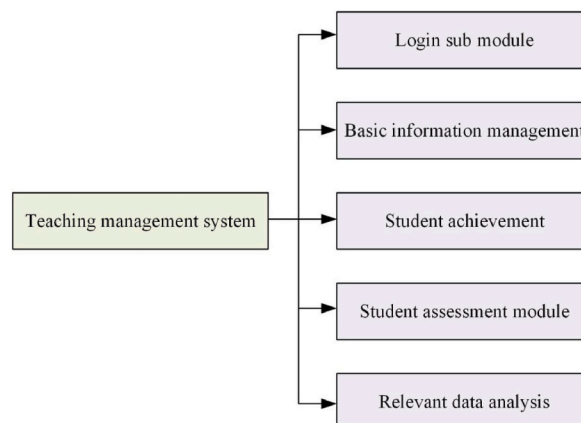 Login sub module
Basic information management
Teaching management system
Student achievement
Student assessment module
Relevant data analysis